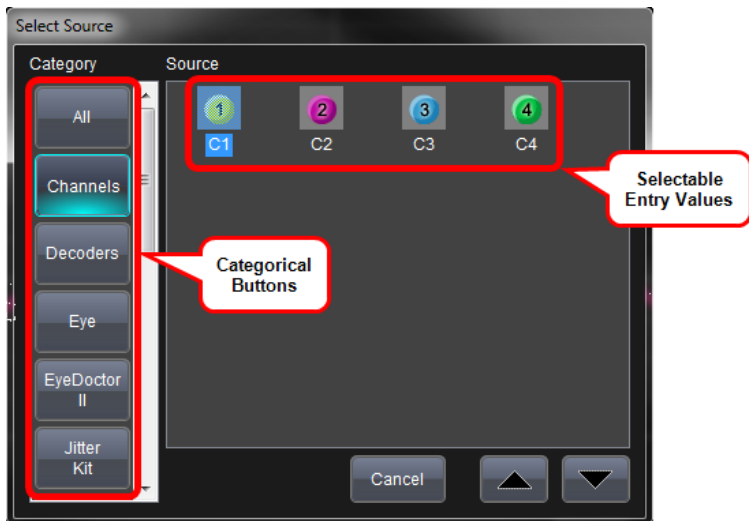 Select Source
Category
Source
All
Channels
Decoders
Eye
EyeDoctor
II
Jitter
Kit
1
2
3
4
C1
C2
C3
C4
Selectable
Entry Values
Categorical
Buttons
Cancel